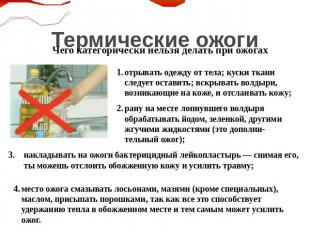 Термические ожоги
Чего категорически нельзя делать при ожогах
1. отрывать одежду от тела; куски ткани
следует оставить; вскрывать волдыри,
возникающие на коже, и отслаивать кожу;
2. рану на месте лопнувшего волдыря
обрабатывать йодом, зеленкой, другими
жгучими жидкостями (это дополни-
тельный ожог);
3. накладывать на ожоги бактерицидный лейкопластырь — снимая его,
ты можешь отслоить обожженную кожу и усилить травму;
4. место ожога смазывать лосьонами, мазями (кроме специальных),
маслом, присыпать порошками, так как все это способствует
удержанию тепла в обожженном месте и тем самым может усилить
ожог.